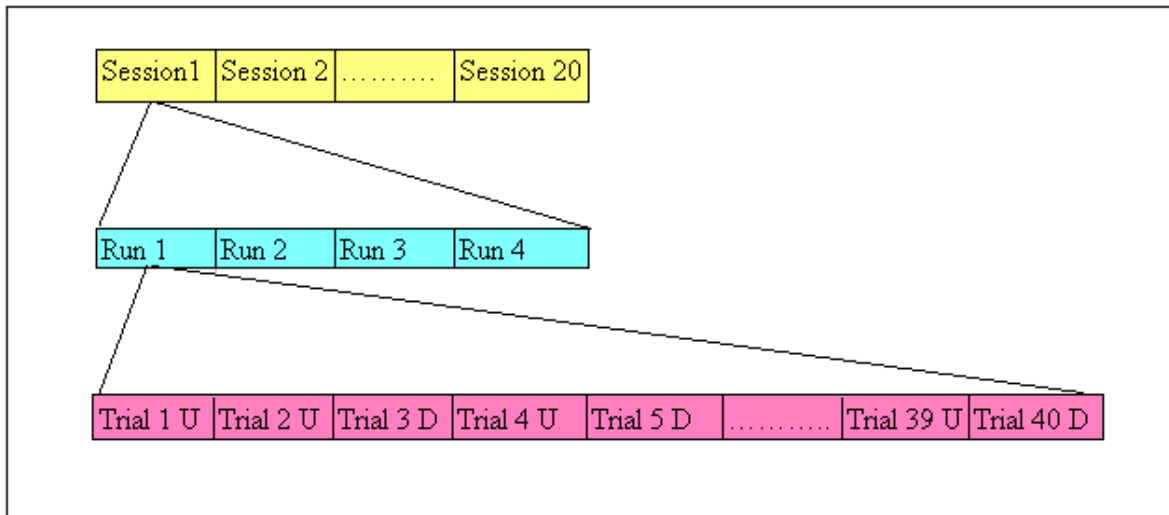 Session1 Session 2 .......... Session 20
Run 1 Run 2 Run 3 Run 4
Trial 1 U Trial 2 U Trial 3 D Trial 4 U Trial 5 D ........... Trial 39 U Trial 40 D